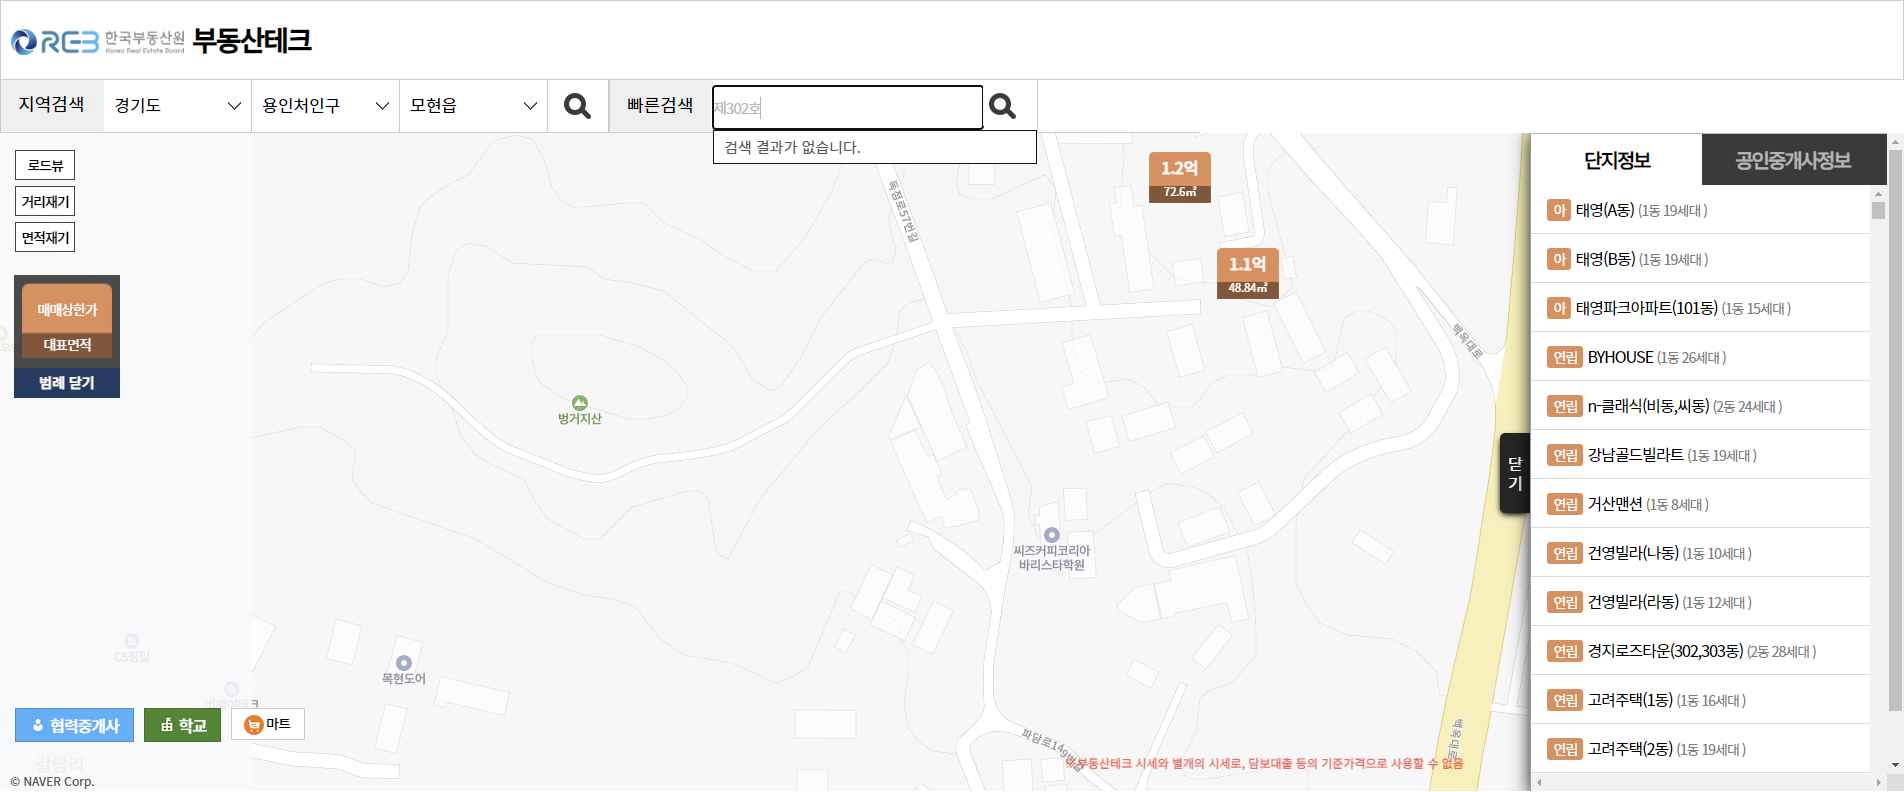 REB 한국부동산원 Korea Real Estate Board 부동산테크
지역검색 경기도 용인처인구 모현읍 빠른검색 제302호
검색 결과가 없습니다.
로드뷰
거리재기
면적재기
매매상한가
대표면적
범례 닫기
독점로57번길
1.2억
72.6㎡
1.1억
48.84㎡
백옥대로
벙거지산
씨즈커피코리아
바리스타학원
CS정밀
목현도어
협력중개사 학교 마트
갈담리
© NAVER Corp.
파담로149번길
백옥대로
※부동산테크 시세와 별개의 시세로, 담보대출 등의 기준가격으로 사용할 수 없음
닫
기
단지정보 공인중개사정보
아 태영(A동) (1동 19세대 )
아 태영(B동) (1동 19세대 )
아 태영파크아파트(101동) (1동 15세대 )
연립 BYHOUSE (1동 26세대 )
연립 n-클래식(비동,씨동) (2동 24세대 )
연립 강남골드빌라트 (1동 19세대 )
연립 거산맨션 (1동 8세대 )
연립 건영빌라(나동) (1동 10세대 )
연립 건영빌라(라동) (1동 12세대 )
연립 경지로즈타운(302,303동) (2동 28세대 )
연립 고려주택(1동) (1동 16세대 )
연립 고려주택(2동) (1동 19세대 )